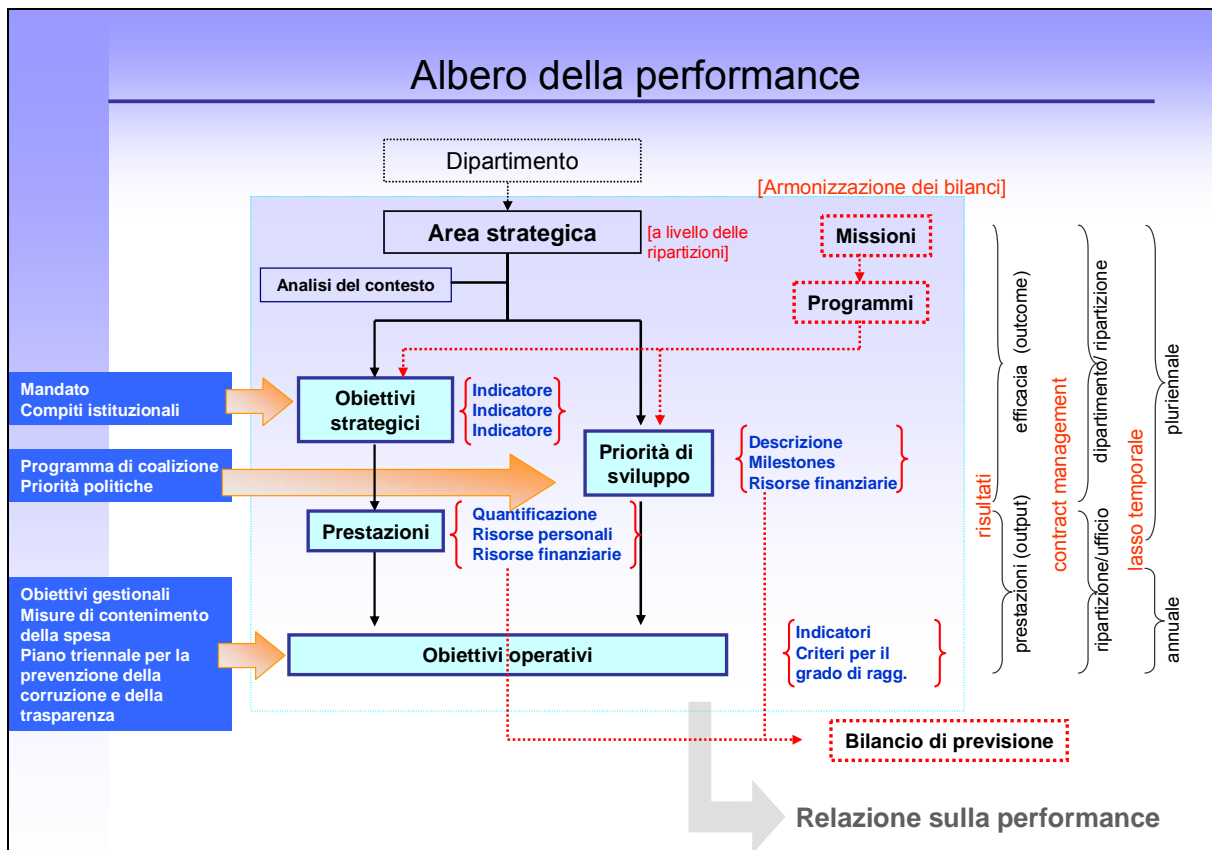 Albero della performance
Dipartimento
[Armonizzazione dei bilanci]
Area strategica
[a livello delle
ripartizioni]
Missioni
Analisi del contesto
Programmi
Mandato
Compiti istituzionali
Obiettivi
strategici
Indicatore
Indicatore
Indicatore
Programma di coalizione
Priorità politiche
Priorità di
sviluppo
Descrizione
Milestones
Risorse finanziarie
Prestazioni
Quantificazione
Risorse personali
Risorse finanziarie
Obiettivi gestionali
Misure di contenimento
della spesa
Piano triennale per la
prevenzione della
corruzione e della
trasparenza
Obiettivi operativi
Indicatori
Criteri per il
grado di ragg.
risultati
efficacia (outcome)
prestazioni (output)
contract management
dipartimento/ ripartizione
ripartizione/ufficio
lasso temporale
pluriennale
annuale
Bilancio di previsione
Relazione sulla performance